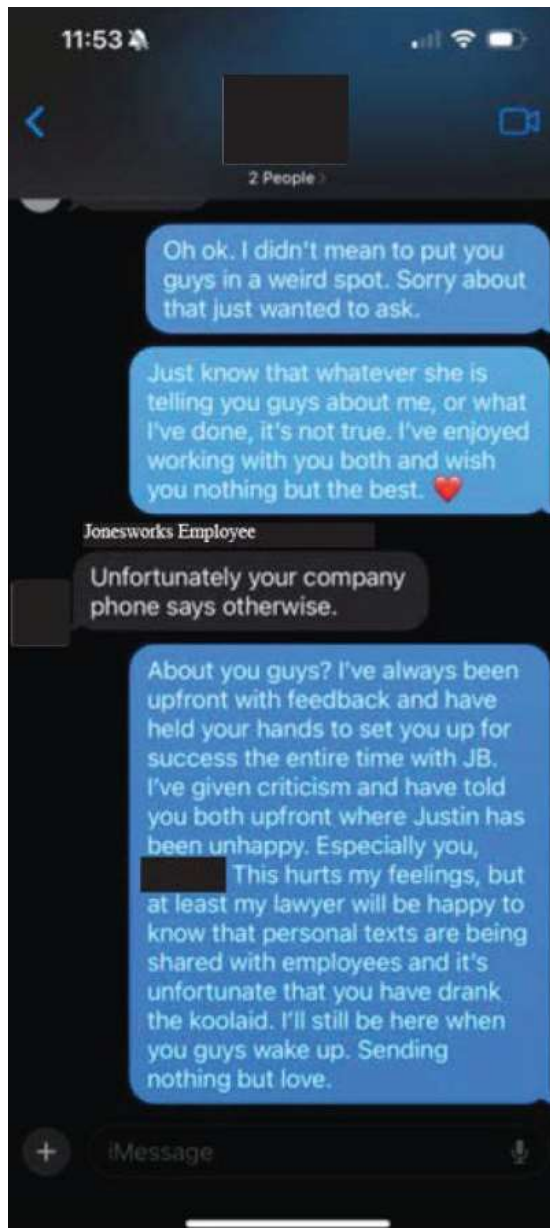 11:53
2 People >
Oh ok. I didn't mean to put you
guys in a weird spot. Sorry about
that just wanted to ask.
Just know that whatever she is
telling you guys about me, or what
I've done, it's not true. I've enjoyed
working with you both and wish
you nothing but the best. ❤️
Jonesworks Employee
Unfortunately your company
phone says otherwise.
About you guys? I've always been
upfront with feedback and have
held your hands to set you up for
success the entire time with JB.
I've given criticism and have told
you both upfront where Justin has
been unhappy. Especially you,
This hurts my feelings, but
at least my lawyer will be happy to
know that personal texts are being
shared with employees and it's
unfortunate that you have drank
the koolaid. I'll still be here when
you guys wake up. Sending
nothing but love.
iMessage